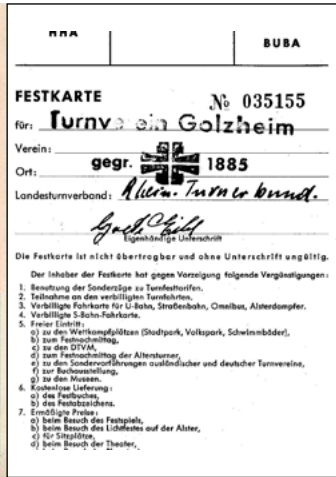 HHA
BUBA
FESTKARTE № 035155
für: Turnverein Golzheim
Verein:
gegr. 1885
Ort:
Landesturnverband: Rhein. Turnerbund.
Eigenhändige Unterschrift
Die Festkarte ist nicht übertragbar und ohne Unterschrift ungültig.
Der Inhaber der Festkarte hat gegen Vorzeigung folgende Vergünstigungen:
1. Benutzung der Sonderzüge zu Turnfesttarifen.
2. Teilnahme an den verbilligten Turnfahrten.
3. Verbilligte Fahrkarte für U-Bahn, Straßenbahn, Omnibus, Alsterdampfer.
4. Verbilligte S-Bahn-Fahrkarte.
5. Freier Eintritt:
a) zu den Wettkampfplätzen (Stadtpark, Volkspark, Schwimmbäder),
b) zum Festnachmittag,
c) zu den DTVM,
d) zum Festnachmittag der Altersturner,
e) zu den Sondervorführungen ausländischer und deutscher Turnvereine,
f) zur Buchausstellung,
g) zu den Museen.
6. Kostenlose Lieferung:
a) des Festbuches,
b) des Festabzeichens.
7. Ermäßigte Preise:
a) beim Besuch des Festspiels,
b) beim Besuch des Lichtfestes auf der Alster,
c) für Sitzplätze,
d) beim Besuch der Theater,